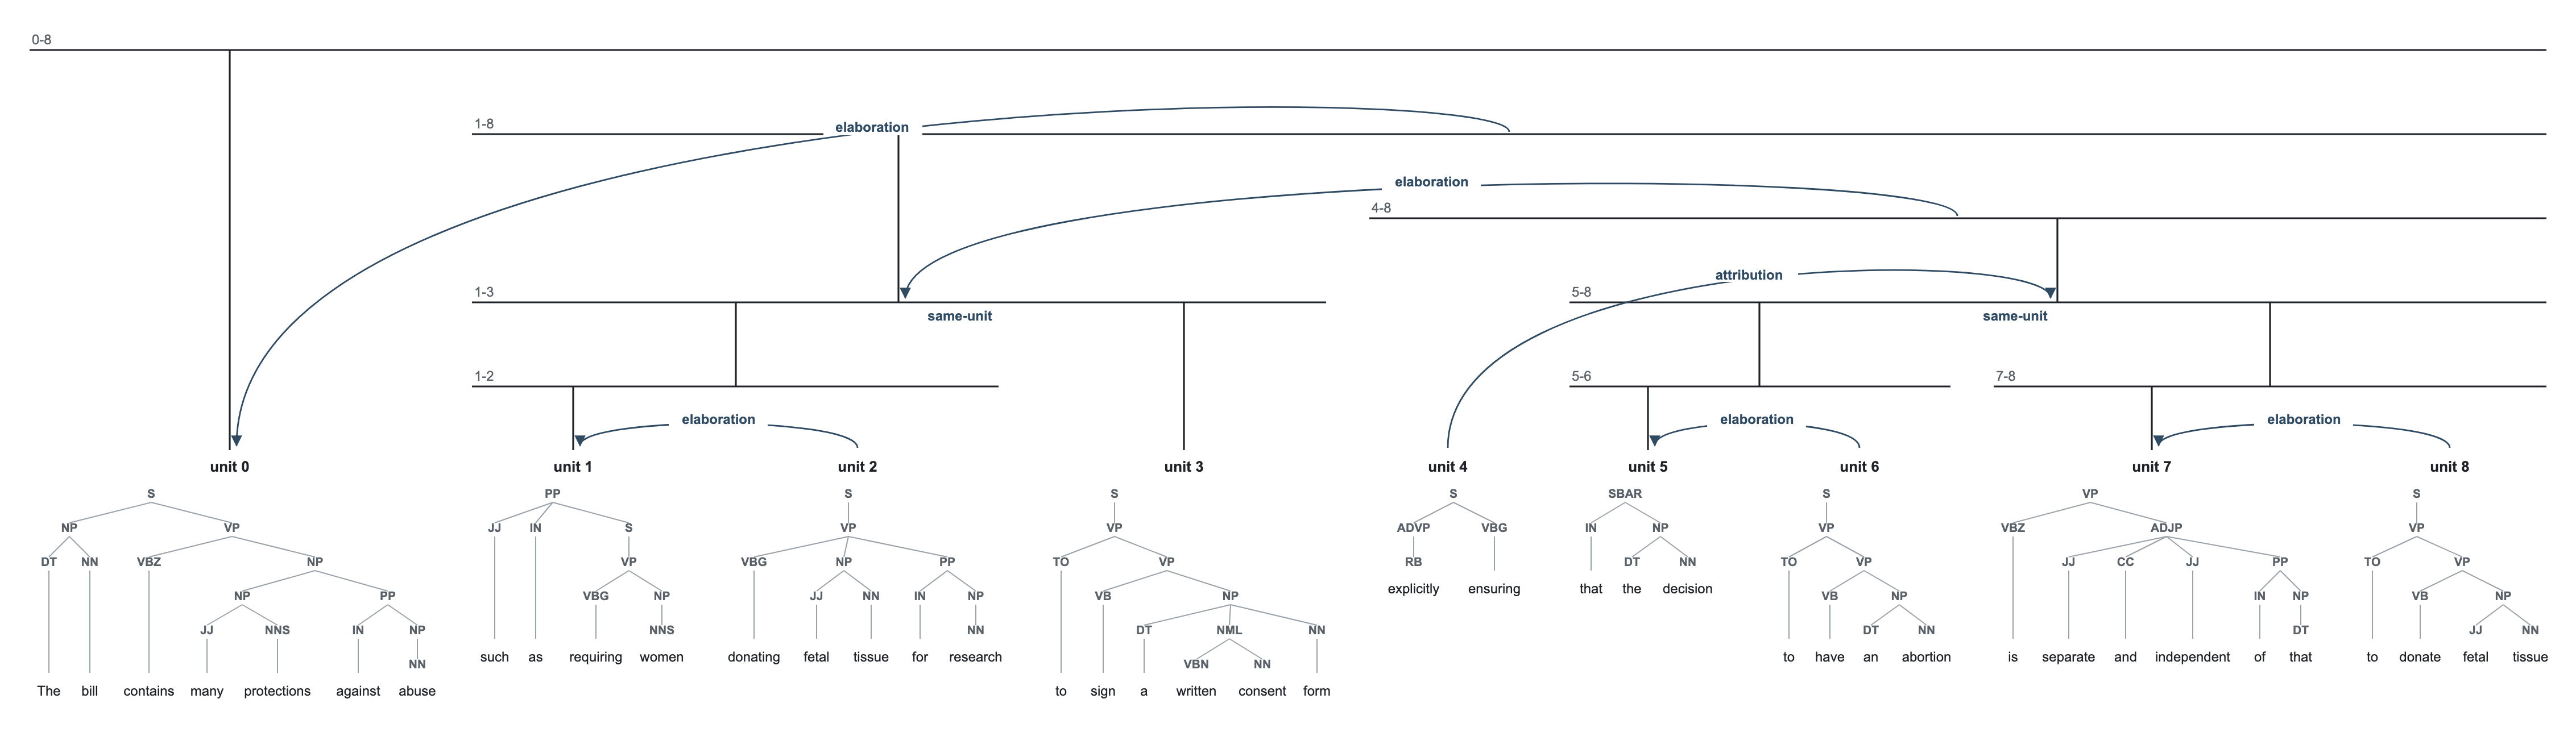 0-8
1-8 elaboration
elaboration
4-8
attribution
1-3 5-8
same-unit same-unit
1-2 5-6 7-8
elaboration elaboration elaboration
unit 0 unit 1 unit 2 unit 3 unit 4 unit 5 unit 6 unit 7 unit 8
S PP S S S SBAR S VP S
NP VP JJ IN S VP VP ADVP VBG IN NP VP VBZ ADJP VP
DT NN VBZ NP VP VBG NP PP TO VP RB DT NN TO VP JJ CC JJ PP TO VP
explicitly ensuring that the decision
NP PP VBG NP JJ NN IN NP VB NP VB NP IN NP VB NP
JJ NNS IN NP NNS NN DT NML NN DT NN DT JJ NN
such as requiring women donating fetal tissue for research to have an abortion is separate and independent of that to donate fetal tissue
NN VBN NN
The bill contains many protections against abuse to sign a written consent form